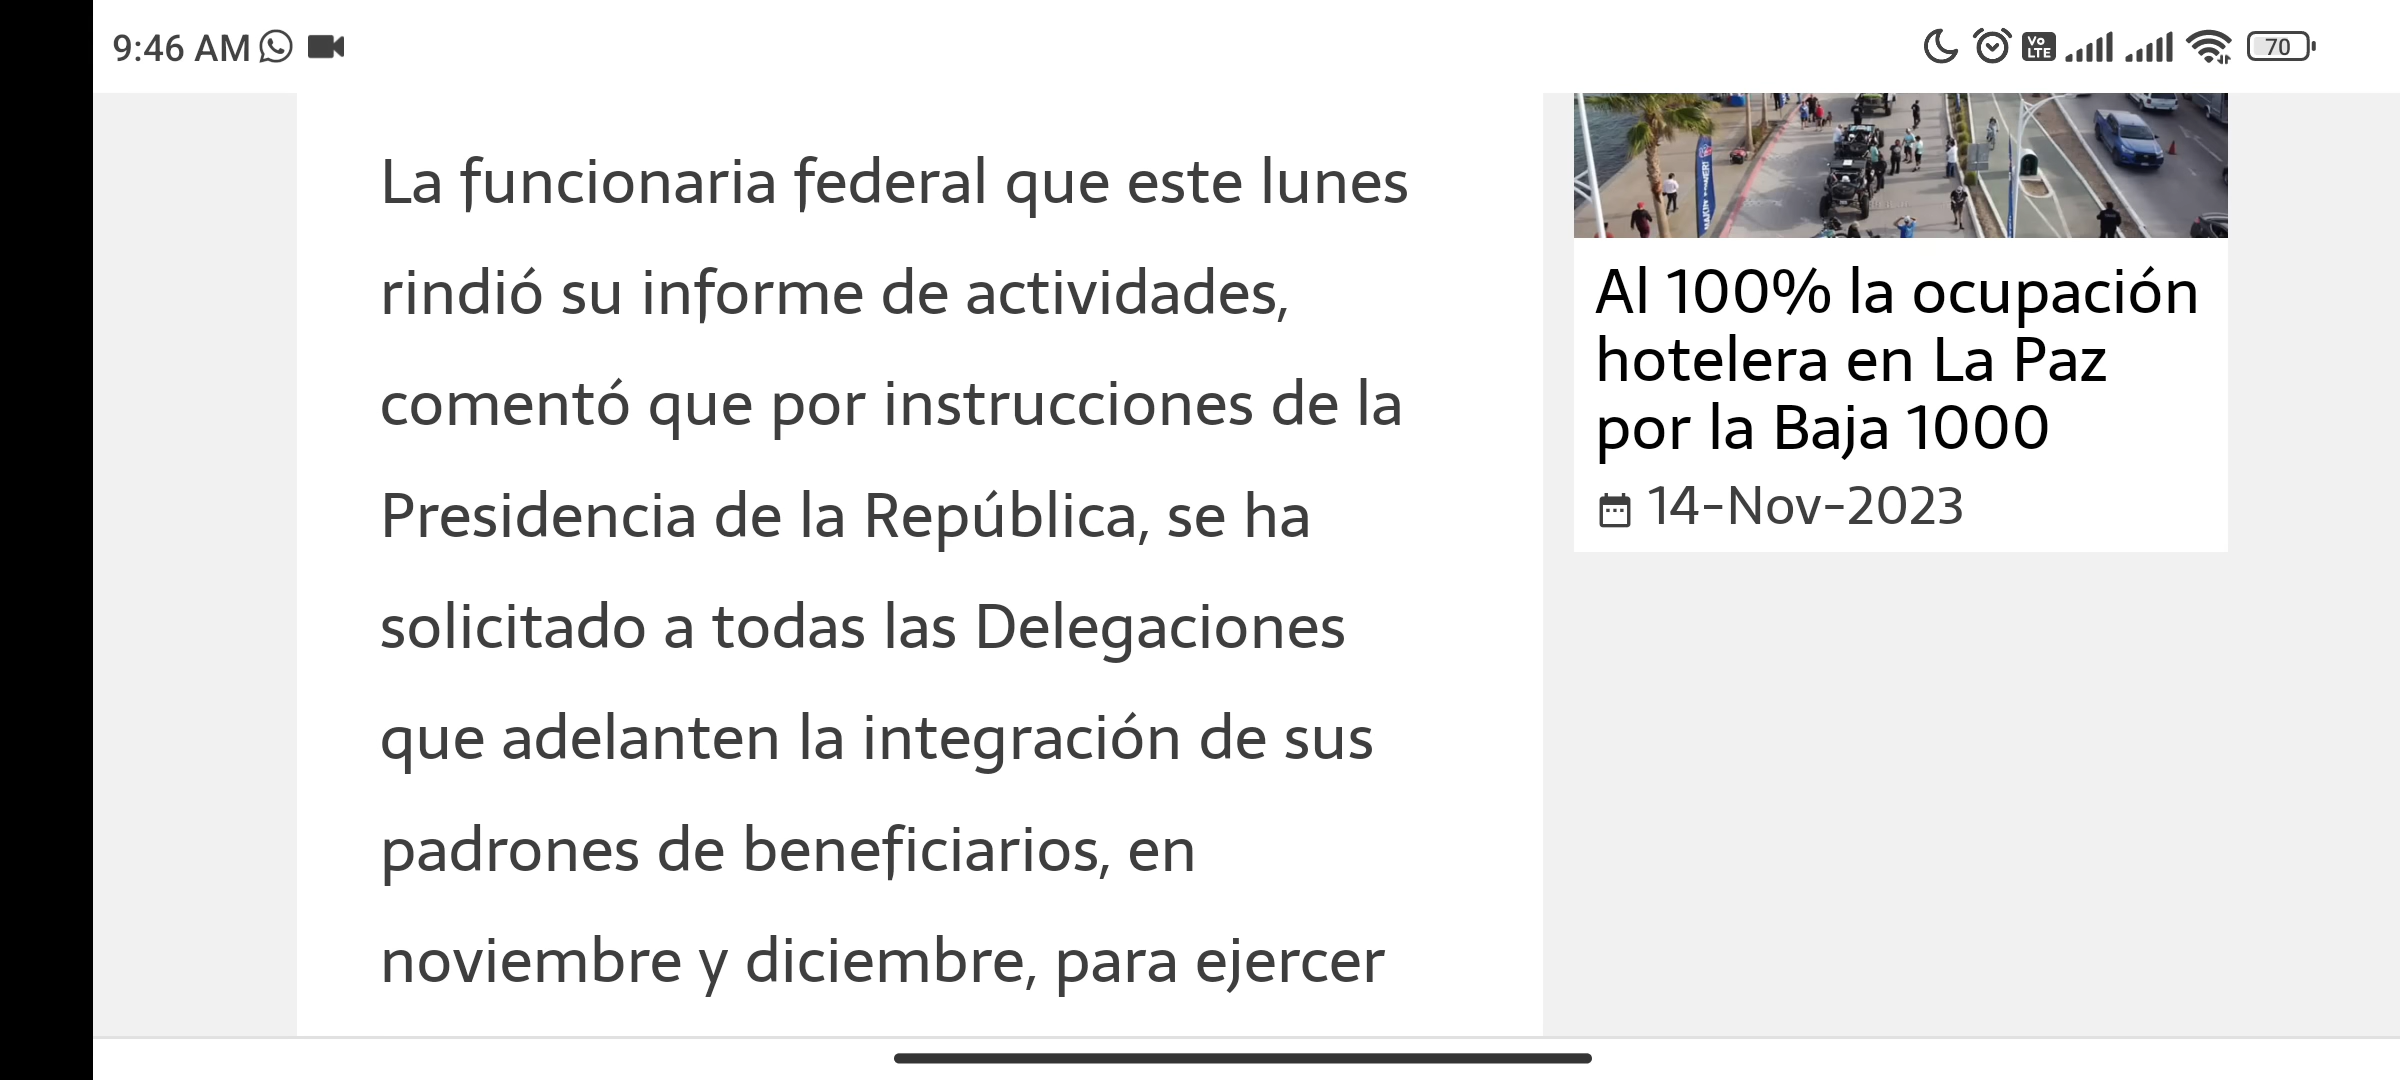 9:46 AM
Vo
LTE
70
La funcionaria federal que este lunes
rindió su informe de actividades,
comentó que por instrucciones de la
Presidencia de la República, se ha
solicitado a todas las Delegaciones
que adelanten la integración de sus
padrones de beneficiarios, en
noviembre y diciembre, para ejercer
Al 100% la ocupación
hotelera en La Paz
por la Baja 1000
14-Nov-2023